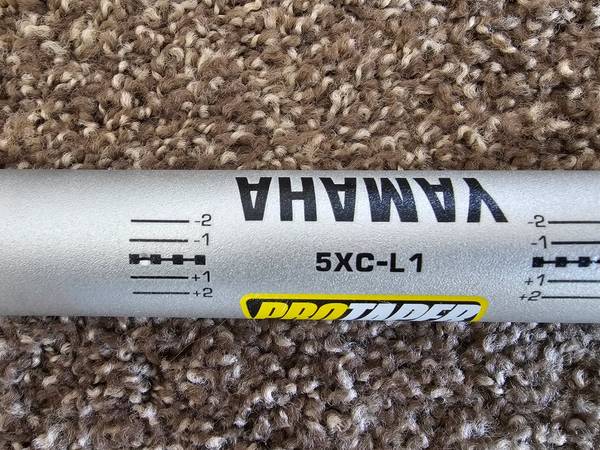 YAMAHA
-2
-1
+1
+2
5XC-L1
-2
-1
+1
+2
PROTAPER